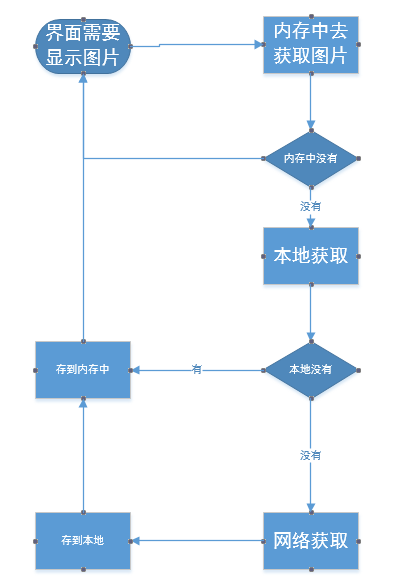 界面需要
显示图片
内存中去
获取图片
内存中没有
没有
本地获取
存到内存中
有
本地没有
没有
存到本地
网络获取